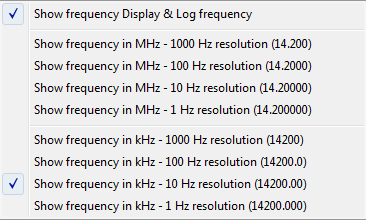 Show frequency Display & Log frequency
Show frequency in MHz - 1000 Hz resolution (14.200)
Show frequency in MHz - 100 Hz resolution (14.2000)
Show frequency in MHz - 10 Hz resolution (14.20000)
Show frequency in MHz - 1 Hz resolution (14.200000)
Show frequency in kHz - 1000 Hz resolution (14200)
Show frequency in kHz - 100 Hz resolution (14200.0)
Show frequency in kHz - 10 Hz resolution (14200.00)
Show frequency in kHz - 1 Hz resolution (14200.000)